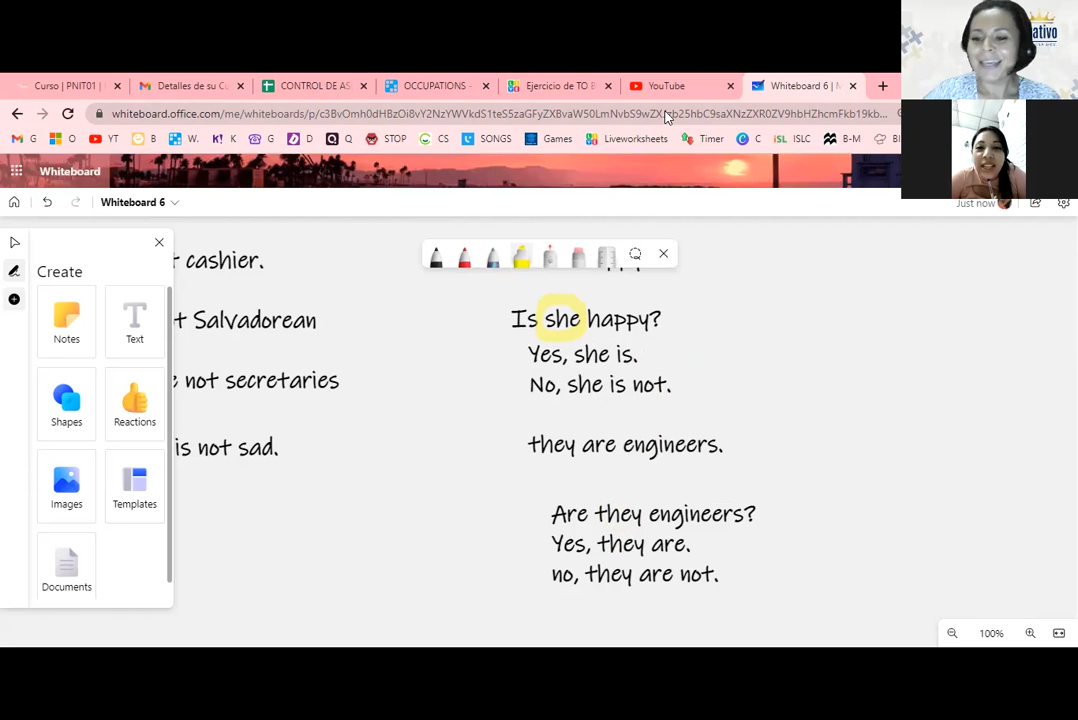 ativo
Curso | PNIT01 |
Detalles de su Cu
CONTROL DE AS
OCCUPATIONS -
Ejercicio de TO B
YouTube
Whiteboard 6 | M
G
O
YT
B
W.
G
D
Q
STOP
CS
SONGS
Games
Liveworksheets
Timer
C
ISLC
B-M
Whiteboard
Whiteboard 6
Just now
Create
Notes
Text
Shapes
Reactions
Images
Templates
Documents
t cashier.
t Salvadorean
e not secretaries
is not sad.
Is she happy?
Yes, she is.
No, she is not.
they are engineers.
Are they engineers?
Yes, they are.
no, they are not.
100%